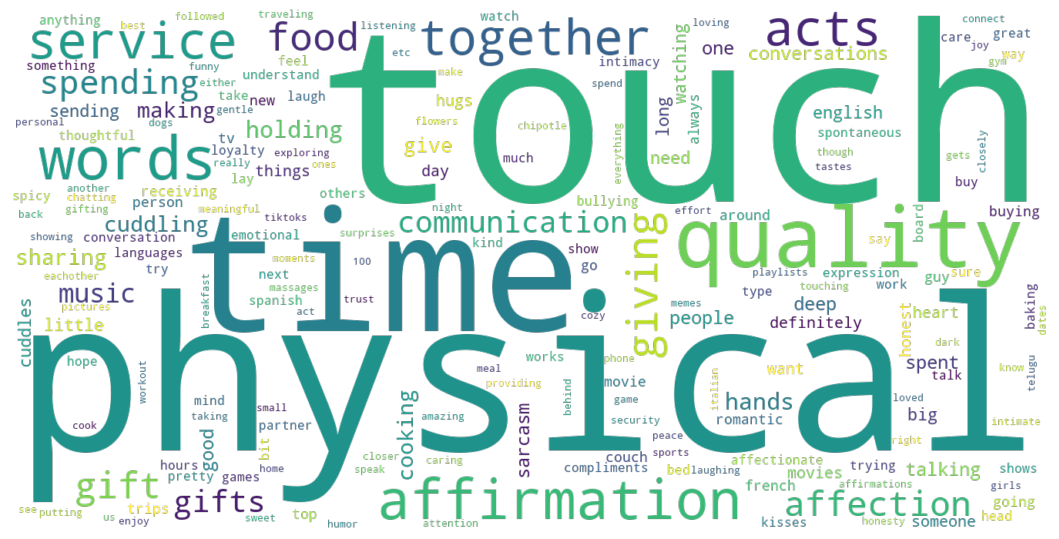 anything
best
followed
traveling
listening
watch
loving
connect
service
food
together
acts
care
joy
great
something
funny
feel
etc
intimacy
one
conversations
gym
way
spending
understand
either
make
spend
watching
touch
sending
making
take
new
laugh
hugs
long
always
english
personal
gentle
flowers
chipotle
everything
spontaneous
thoughtful
dogs
tv
holding
give
need
though
closely
words
loyalty
exploring
really
things
ones
day
much
tastes
gets
buy
another
lay
spicy
chatting
receiving
others
bullying
back
gifting
person
meaningful
night
effort
around
board
buying
showing
cuddling
tiktoks
communication
giving
say
conversation
emotional
surprises
kind
show
quality
sharing
languages
time
moments
100
go
playlists
expression
guy
sure
eachother
try
next
massages
trust
touching
work
music
spanish
act
type
pictures
breakfast
cozy
memes
deep
honest
heart
baking
dates
little
people
definitely
cuddles
physical
hope
works
phone
movie
want
italian
spent
dark
telugu
know
workout
mind
small
meal
providing
behind
game
hands
loved
talk
cook
taking
partner
cooking
amazing
security
romantic
big
intimate
good
bit
sarcasm
peace
right
hours
home
closer
caring
couch
sports
affectionate
trying
talking
shows
pretty
games
speak
compliments
bed
laughing
movies
affirmations
girls
gift
trips
gifts
affirmation
french
affection
going
see
putting
us
sweet
top
head
enjoy
humor
attention
kisses
honesty
someone